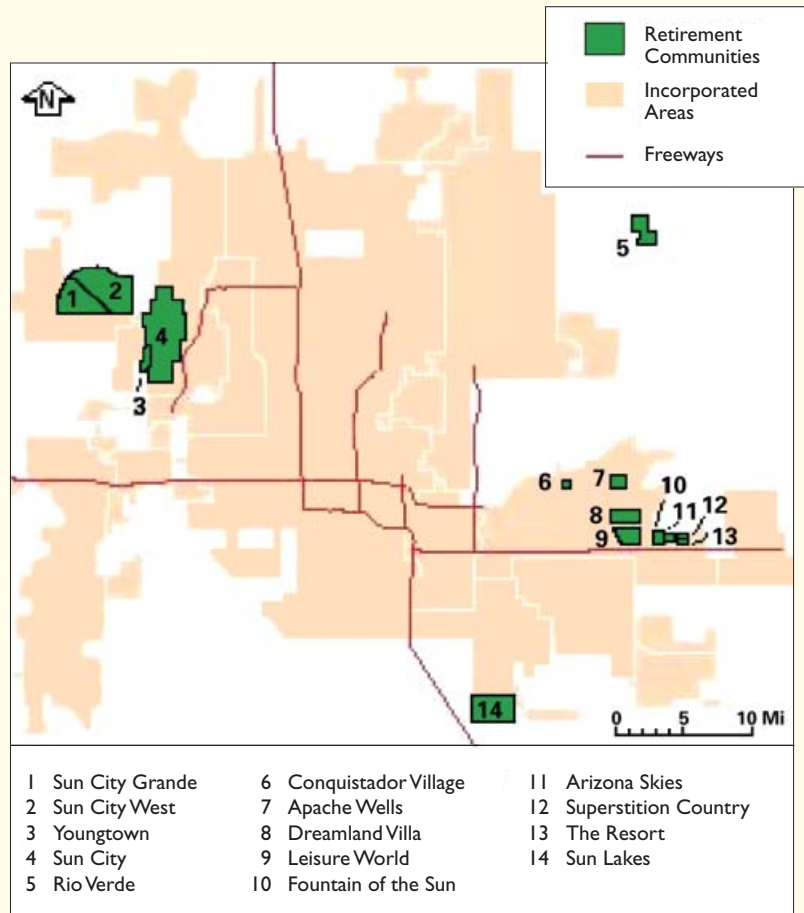 Retirement
Communities
Incorporated
Areas
Freeways
N
5
1 2
4
3
6 7 10
11 12
8
9 13
14
0 5 10 Mi
1 Sun City Grande
2 Sun City West
3 Youngtown
4 Sun City
5 Rio Verde
6 Conquistador Village
7 Apache Wells
8 Dreamland Villa
9 Leisure World
10 Fountain of the Sun
11 Arizona Skies
12 Superstition Country
13 The Resort
14 Sun Lakes